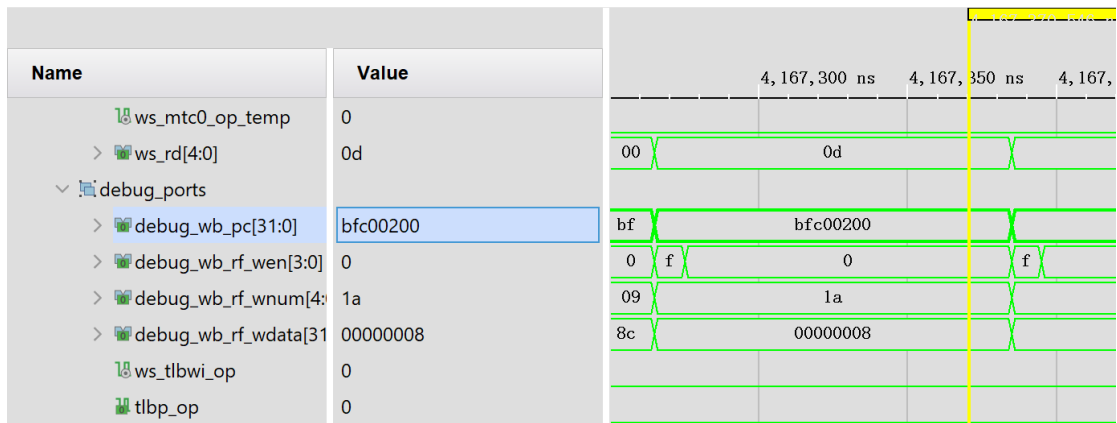 Name Value
4,167,300 ns 4,167,350 ns 4,167,
ws_mtc0_op_temp 0
ws_rd[4:0] 0d 00 0d
debug_ports
debug_wb_pc[31:0] bfc00200 bf bfc00200
debug_wb_rf_wen[3:0] 0 0 f 0 f
debug_wb_rf_wnum[4: 1a 09 1a
debug_wb_rf_wdata[31 00000008 8c 00000008
ws_tlbwi_op 0
tlbp_op 0